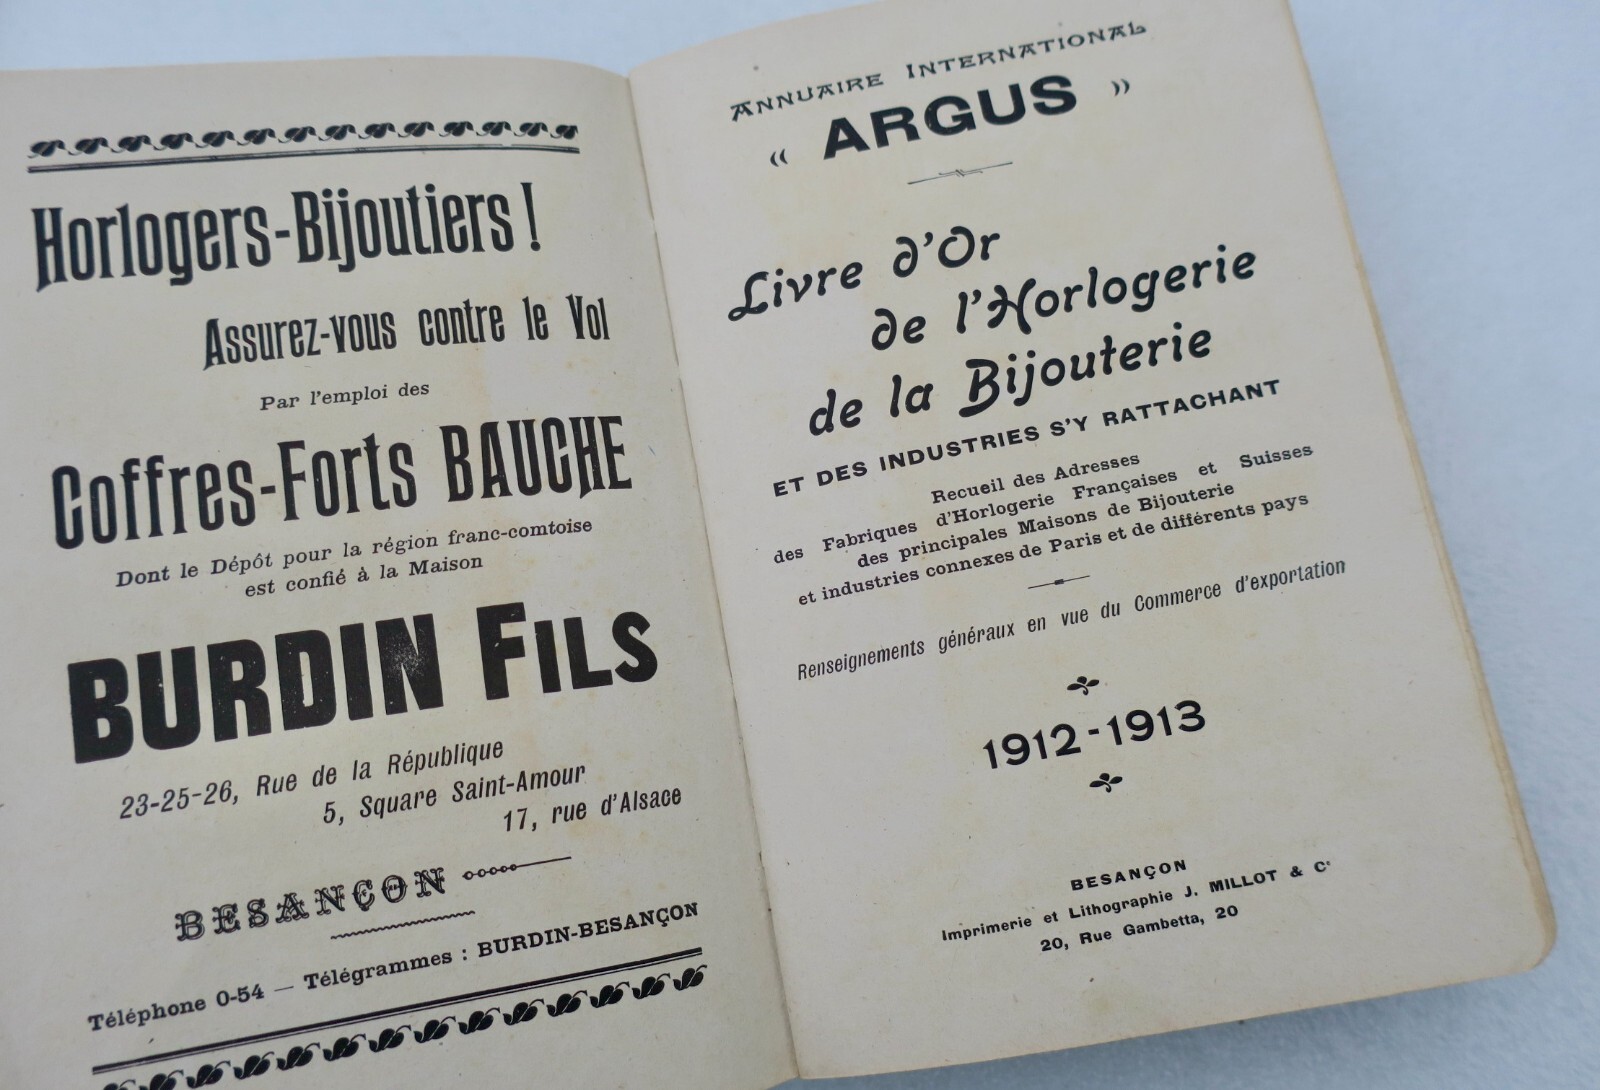 Horlogers-Bijoutiers !
Assurez-vous contre le Vol
Par l'emploi des
Coffres-Forts BAUCHE
Dont le Dépôt pour la région franc-comtoise
est confié à la Maison
BURDIN FILS
23-25-26, Rue de la République
5, Square Saint-Amour
17, rue d'Alsace
BESANÇON
Téléphone 0-54 — Télégrammes : BURDIN-BESANÇON
ANNUAIRE INTERNATIONAL
« ARGUS »
Livre d'Or
de l'Horlogerie
de la Bijouterie
ET DES INDUSTRIES S'Y RATTACHANT
Recueil des Adresses
des Fabriques d'Horlogerie Françaises et Suisses
des principales Maisons de Bijouterie
et industries connexes de Paris et de différents pays
Renseignements généraux en vue du Commerce d'exportation
1912-1913
BESANÇON
Imprimerie et Lithographie J. MILLOT & Cie
20, Rue Gambetta, 20